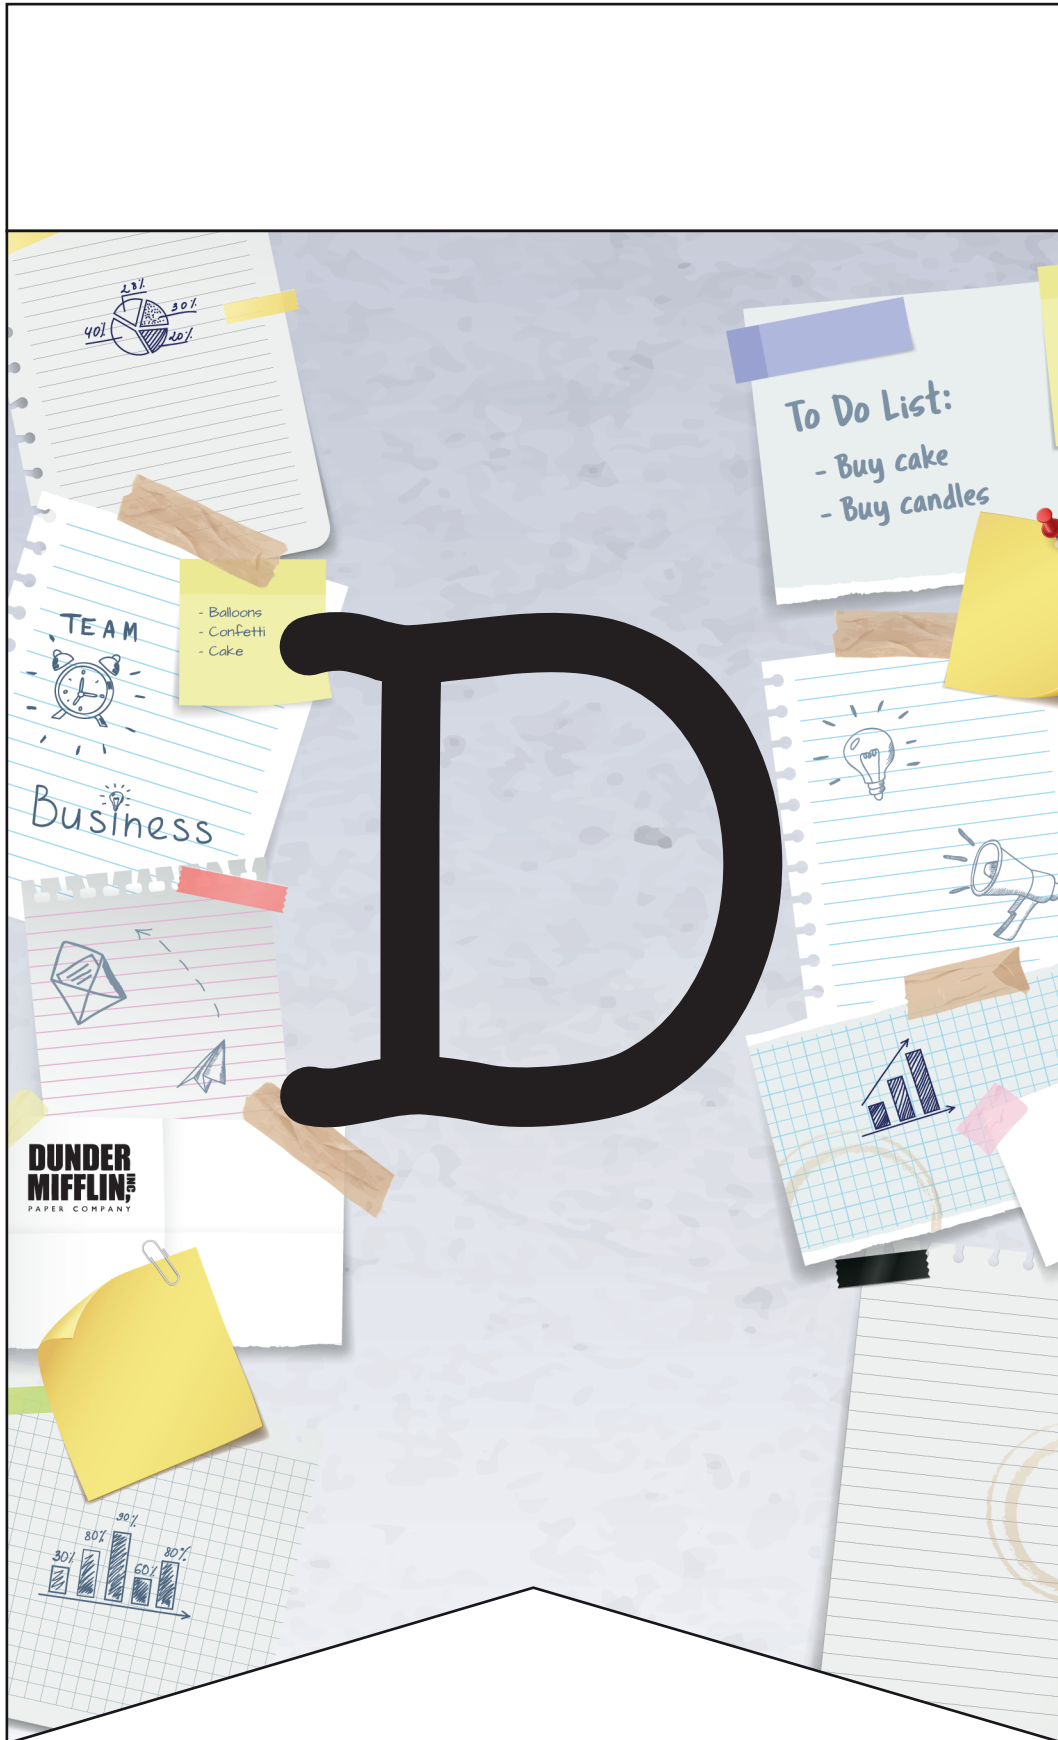 28%
30%
40%
20%
To Do List:
- Buy cake
- Buy candles
- Balloons
- Confetti
- Cake
TEAM
Business
D
DUNDER
MIFFLIN, INC
PAPER COMPANY
30%
80%
90%
60%
80%